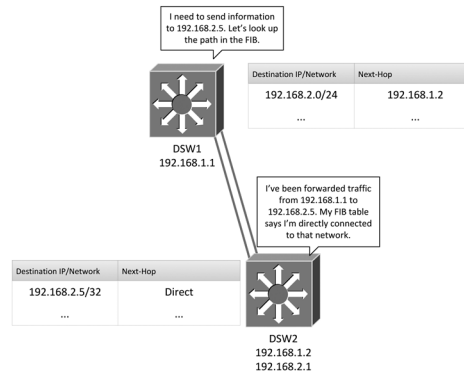 I need to send information
to 192.168.2.5. Let's look up
the path in the FIB.
Destination IP/Network Next-Hop
192.168.2.0/24 192.168.1.2
... ...
DSW1
192.168.1.1
I've been forwarded traffic
from 192.168.1.1 to
192.168.2.5. My FIB table
says I'm directly connected
to that network.
Destination IP/Network Next-Hop
192.168.2.5/32 Direct
... ...
DSW2
192.168.1.2
192.168.2.1